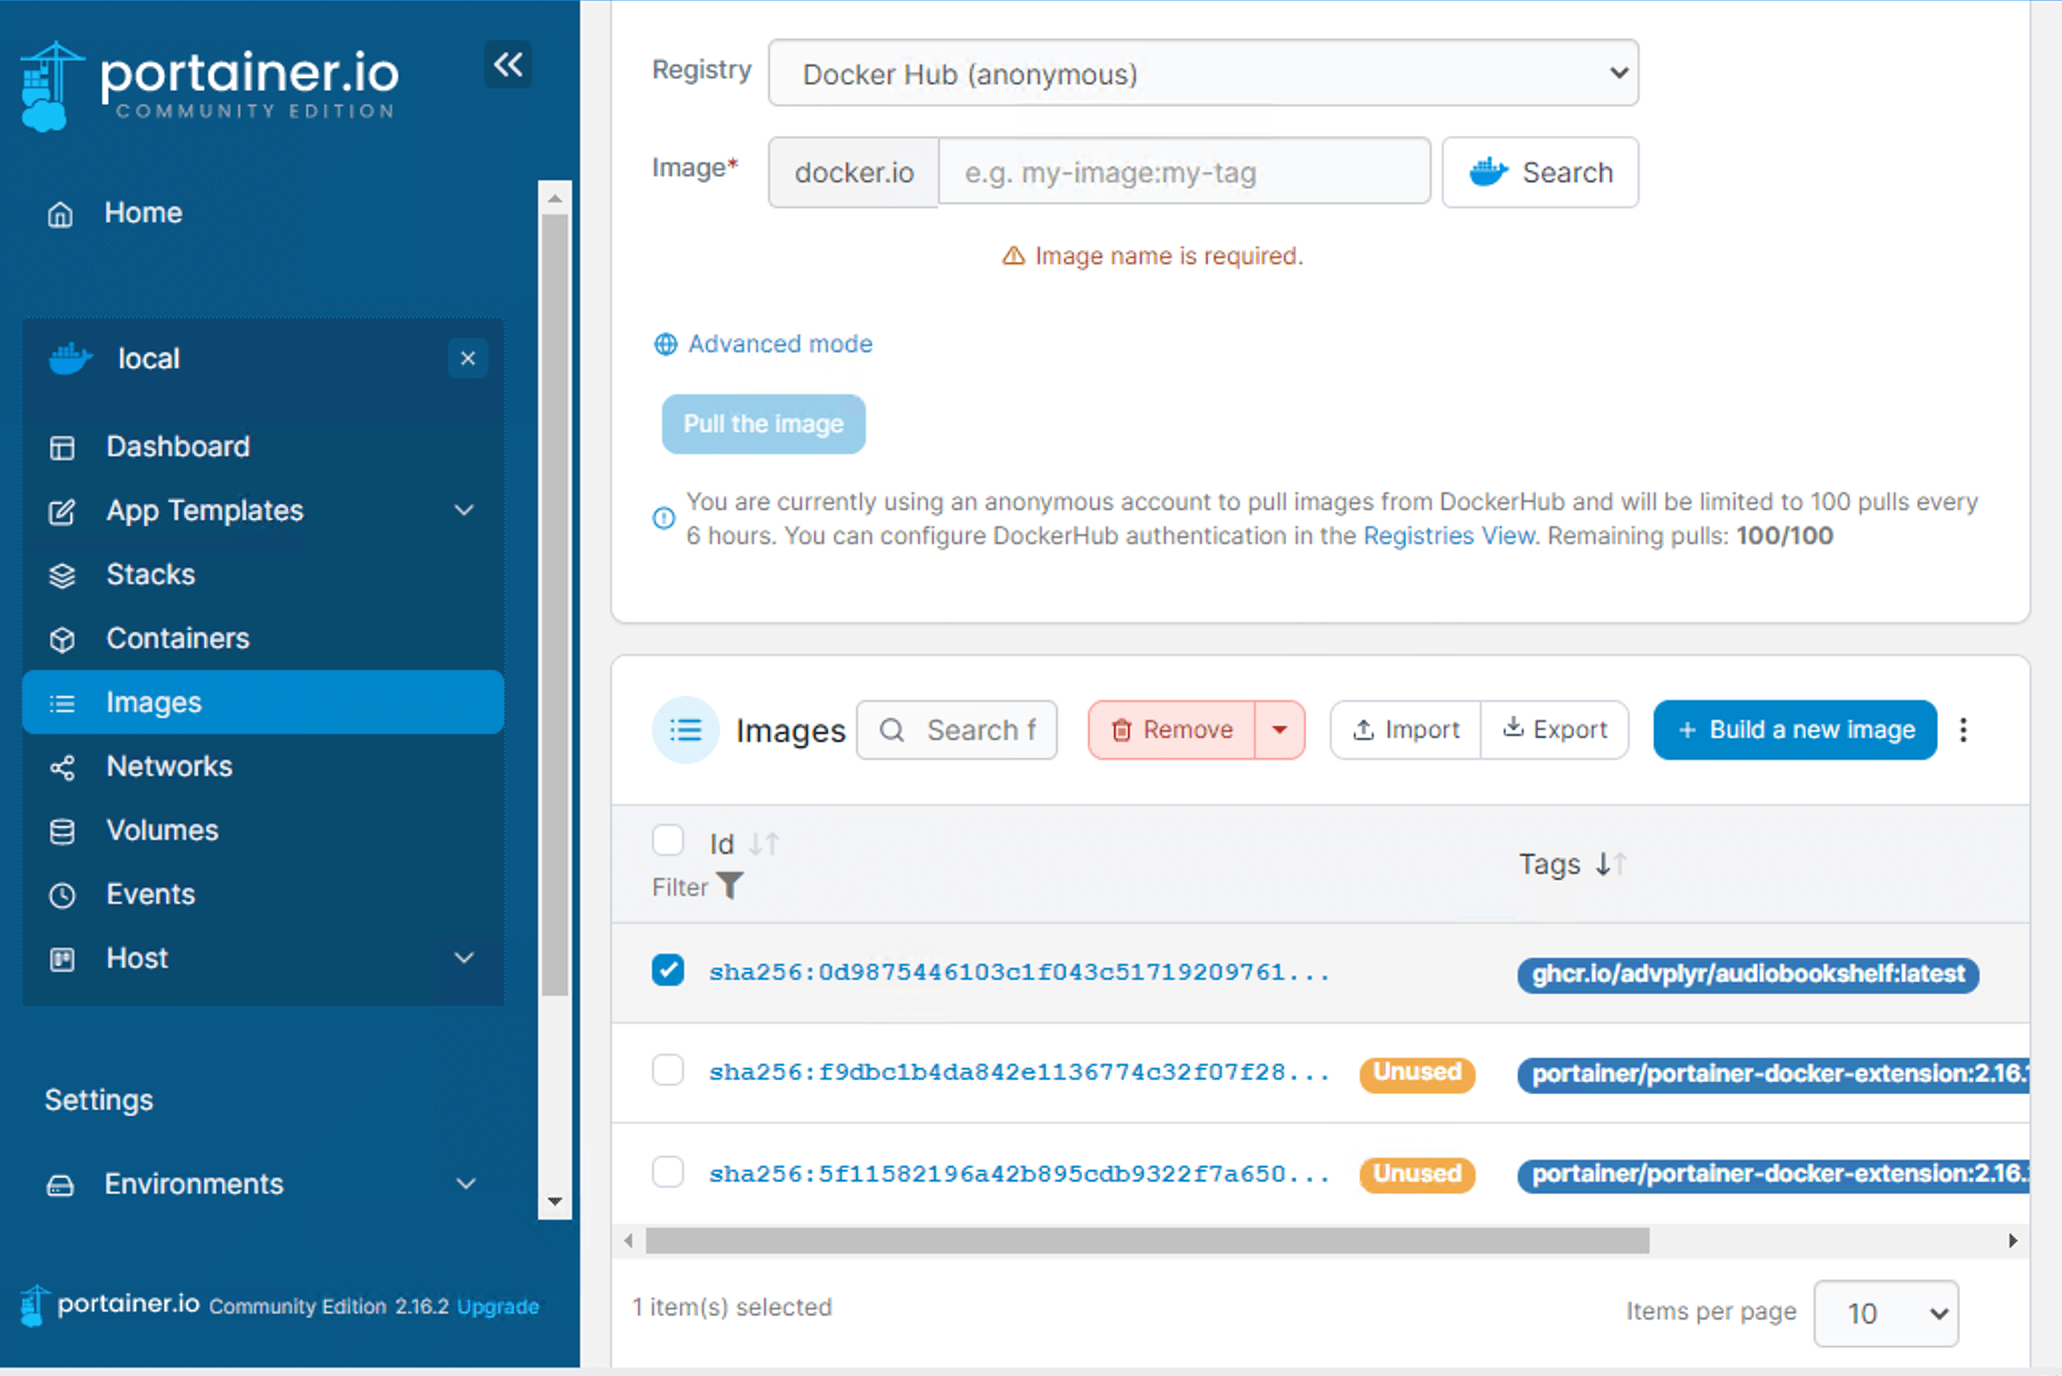 portainer.io
COMMUNITY EDITION
Home
local
Dashboard
App Templates
Stacks
Containers
Images
Networks
Volumes
Events
Host
Settings
Environments
portainer.io Community Edition 2.16.2 Upgrade
Registry Docker Hub (anonymous)
Image* docker.io e.g. my-image:my-tag Search
Image name is required.
Advanced mode
Pull the image
You are currently using an anonymous account to pull images from DockerHub and will be limited to 100 pulls every
6 hours. You can configure DockerHub authentication in the Registries View. Remaining pulls: 100/100
Images Search f Remove Import Export + Build a new image
Id Tags
Filter
sha256:0d9875446103c1f043c51719209761... ghcr.io/advplyr/audiobookshelf:latest
sha256:f9dbc1b4da842e1136774c32f07f28... Unused portainer/portainer-docker-extension:2.16.
sha256:5f11582196a42b895cdb9322f7a650... Unused portainer/portainer-docker-extension:2.16.
1 item(s) selected Items per page 10